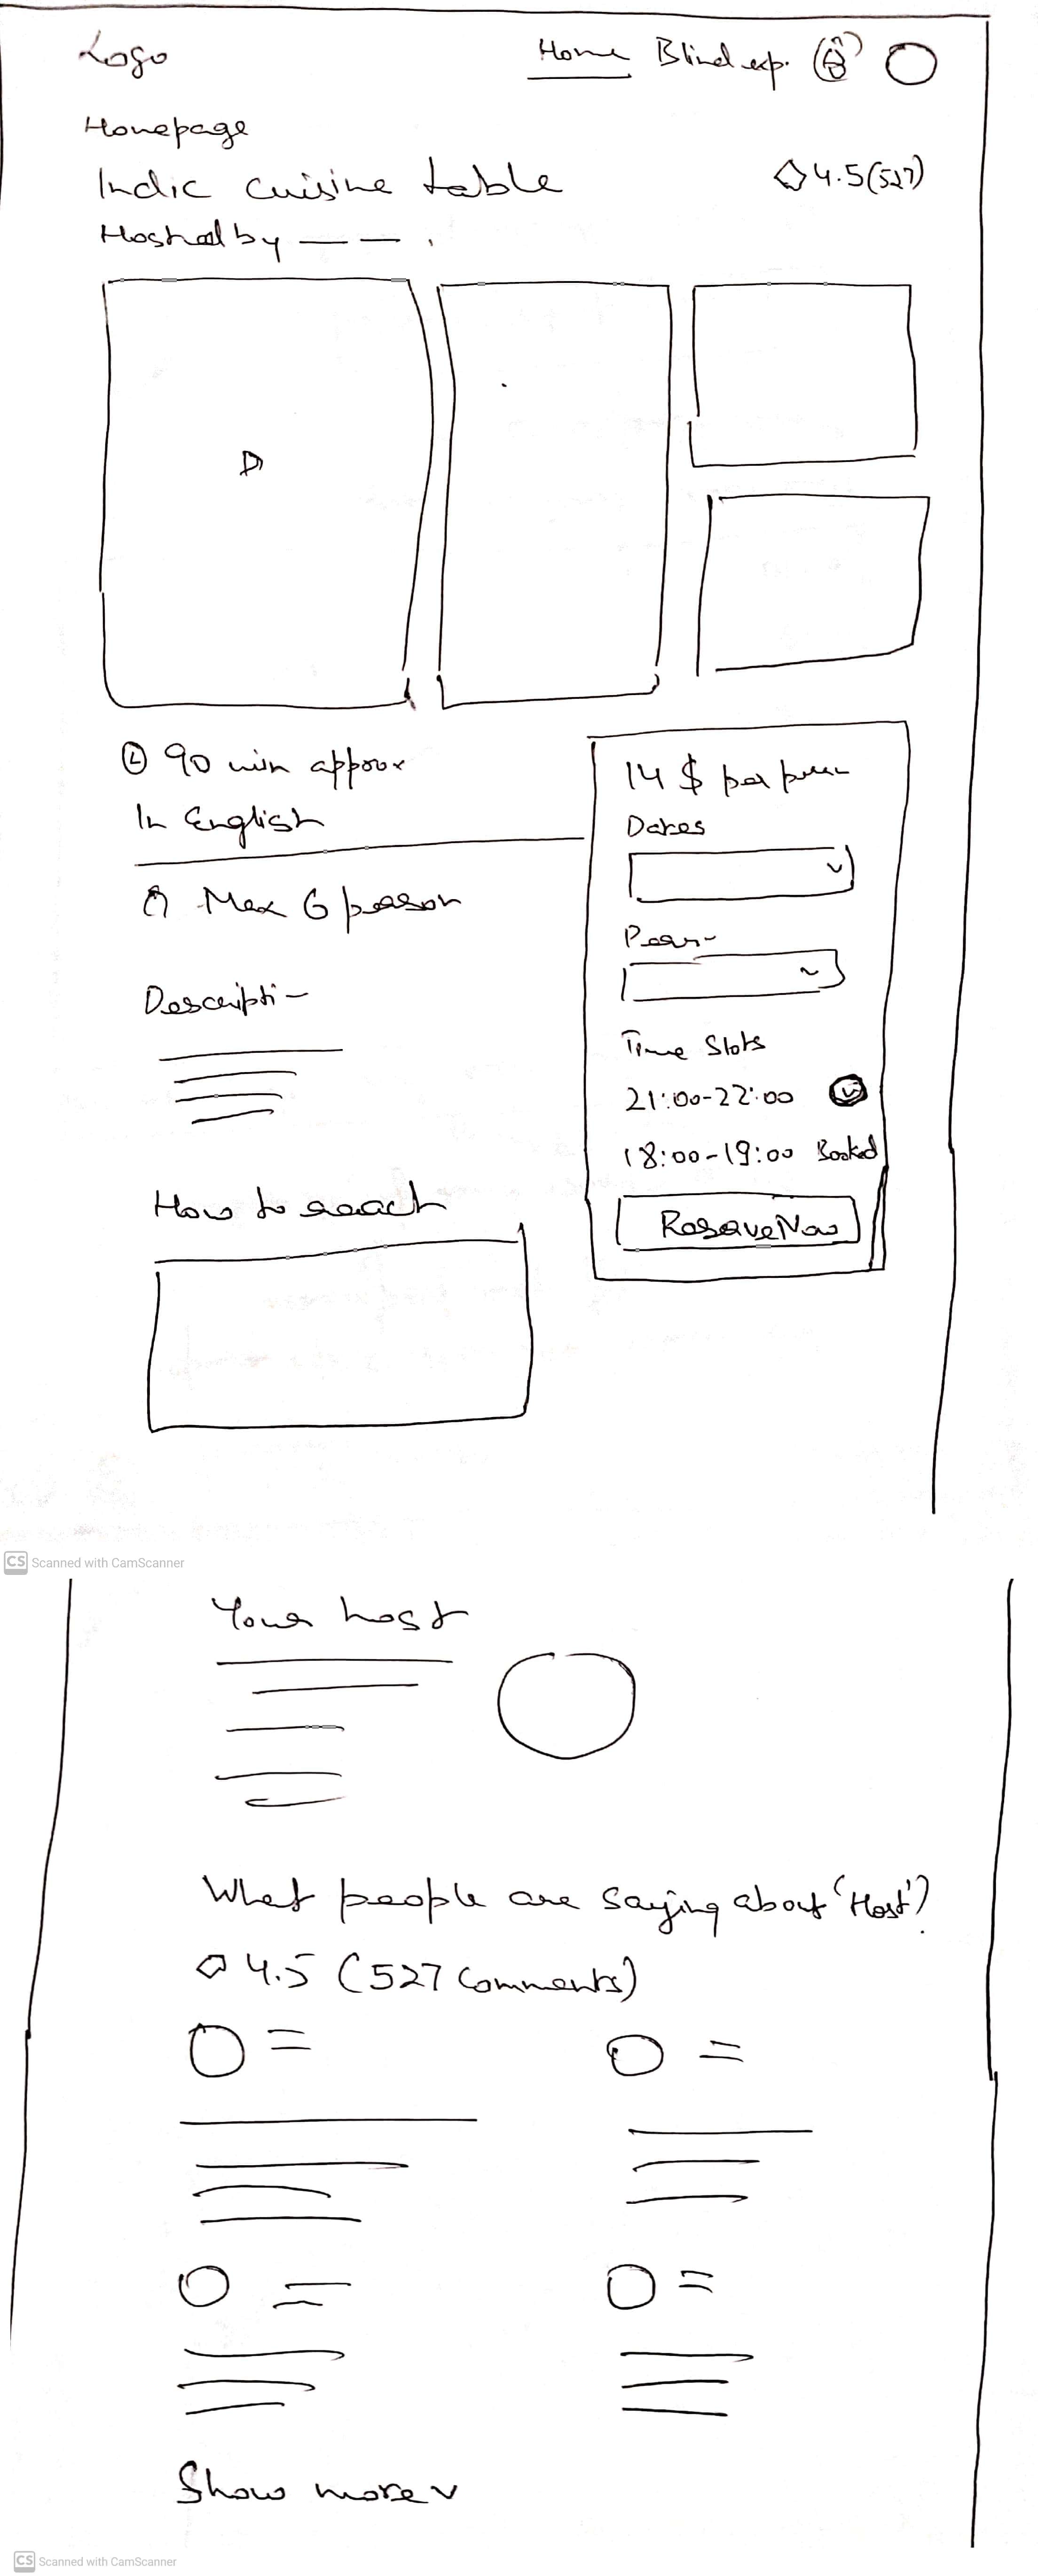 Logo
Home Blind exp.
Homepage
Indic cuisine table
4.5(527)
Hosted by
90 min approx
In English
Max 6 person
Description
How to reach
14 $ per
Dates
Time Slots
21:00-22:00
18:00-19:00 Booked
Reserve Now
CS Scanned with CamScanner
Your host
What people are saying about 'Host'?
4.5 (527 Comments)
Show more
CS Scanned with CamScanner